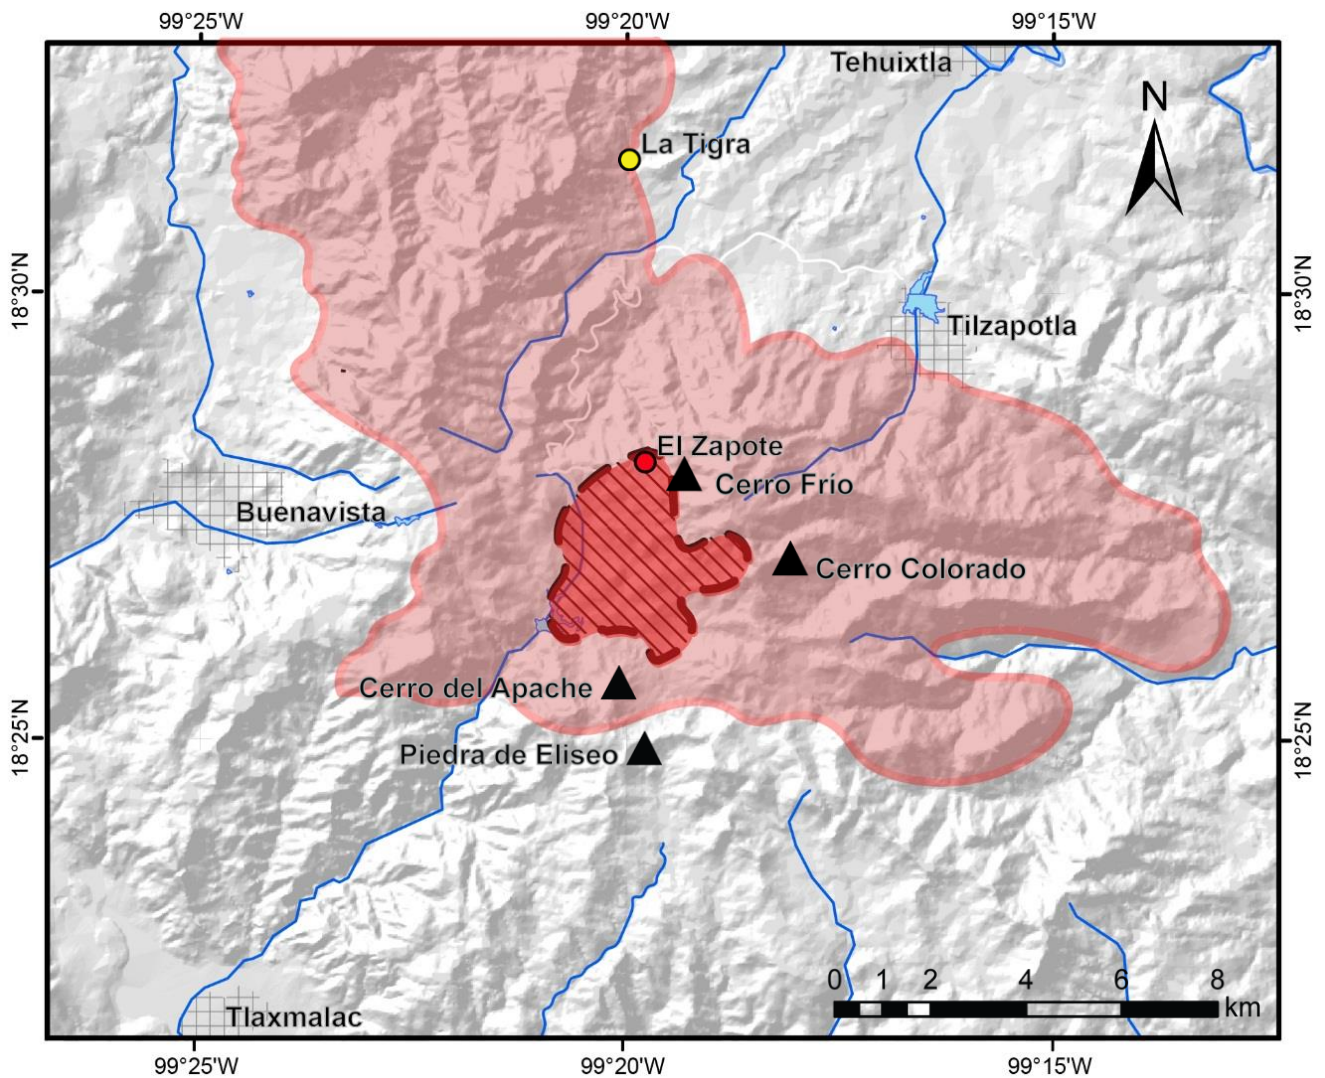 99°25'W
99°20'W
99°15'W
Tehuixtla
N
La Tigra
18°30'N
18°30'N
Tilzapotla
El Zapote
Cerro Frío
Buenavista
Cerro Colorado
Cerro del Apache
18°25'N
18°25'N
Piedra de Eliseo
0 1 2 4 6 8
km
Tlaxmalac
99°25'W
99°20'W
99°15'W